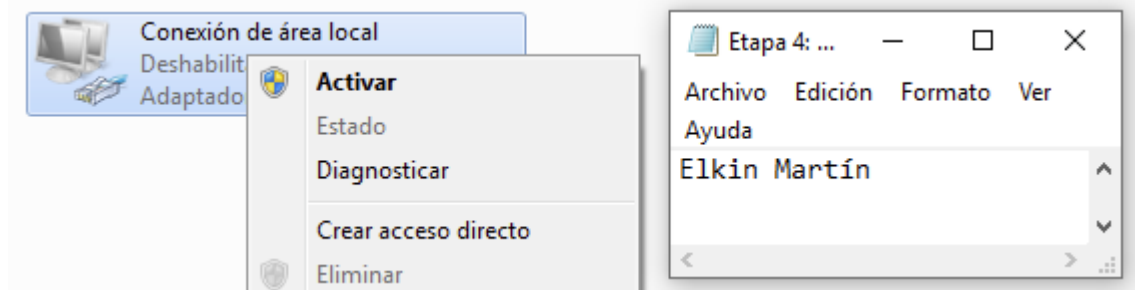 Conexión de área local
Deshabilit
Adaptado
Activar
Estado
Diagnosticar
Crear acceso directo
Eliminar
Etapa 4: ...
Archivo Edición Formato Ver
Ayuda
Elkin Martín